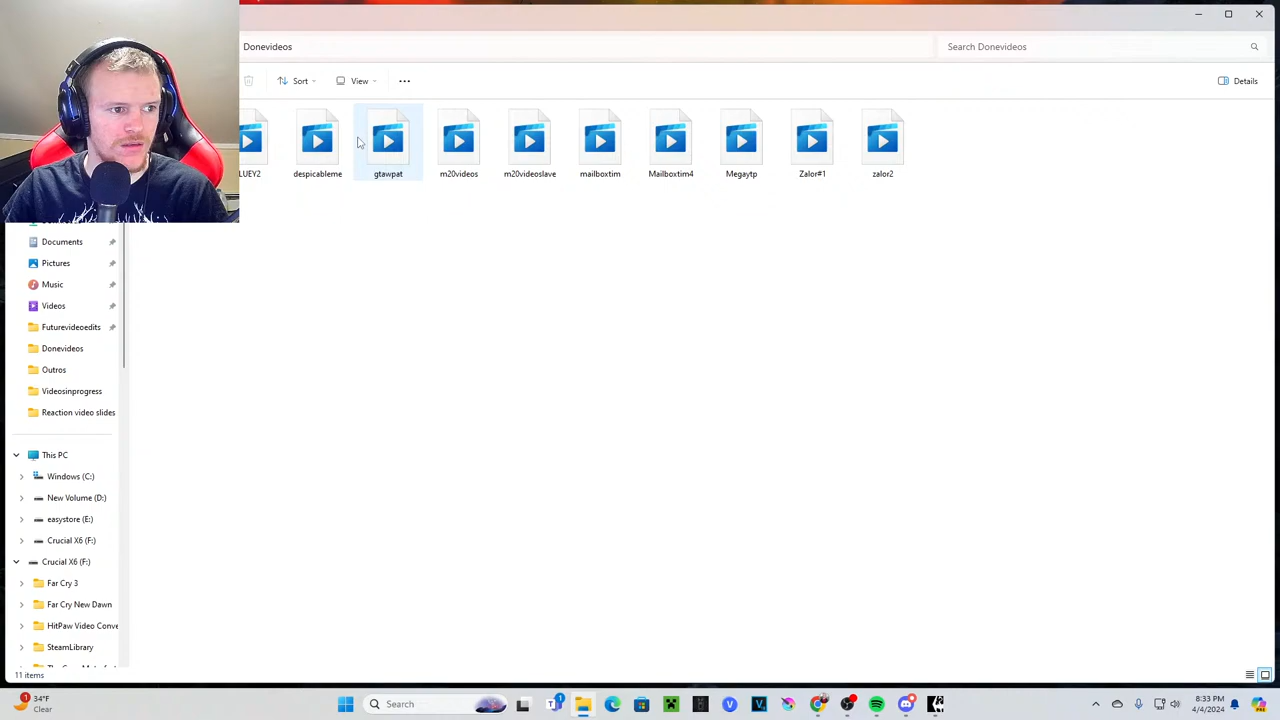 Donevideos
Search Donevideos
Sort
View
Details
LUEY2
despicableme
gtawpat
m20videos
m20videoslave
mailboxtim
Mailboxtim4
Megaytp
Zalor#1
zalor2
Documents
Pictures
Music
Videos
Futurevideoedits
Donevideos
Outros
Videosinprogress
Reaction video slides
This PC
Windows (C:)
New Volume (D:)
easystore (E:)
Crucial X6 (F:)
Crucial X6 (F:)
Far Cry 3
Far Cry New Dawn
HitPaw Video Conve
SteamLibrary
11 items
1
34°F
Clear
Search
1
8:33 PM
4/4/2024